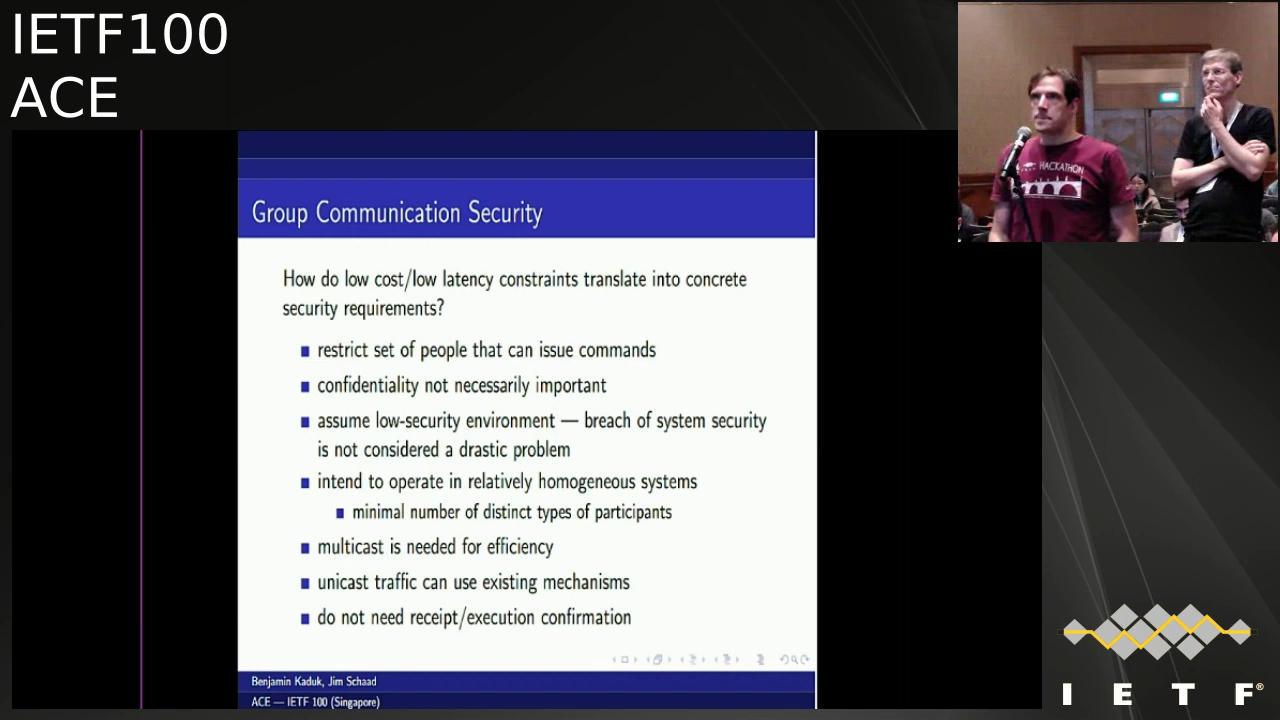 IETF100
ACE
HACKATHON
Group Communication Security
How do low cost/low latency constraints translate into concrete
security requirements?
restrict set of people that can issue commands
confidentiality not necessarily important
assume low-security environment — breach of system security
is not considered a drastic problem
intend to operate in relatively homogeneous systems
minimal number of distinct types of participants
multicast is needed for efficiency
unicast traffic can use existing mechanisms
do not need receipt/execution confirmation
Benjamin Kaduk, Jim Schaad
ACE — IETF 100 (Singapore)
I E T F®